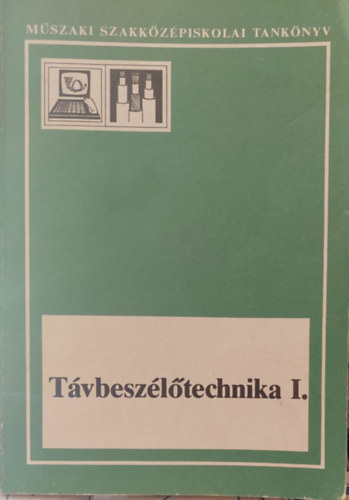 MŰSZAKI SZAKKÖZÉPISKOLAI TANKÖNYV
Távbeszélőtechnika I.